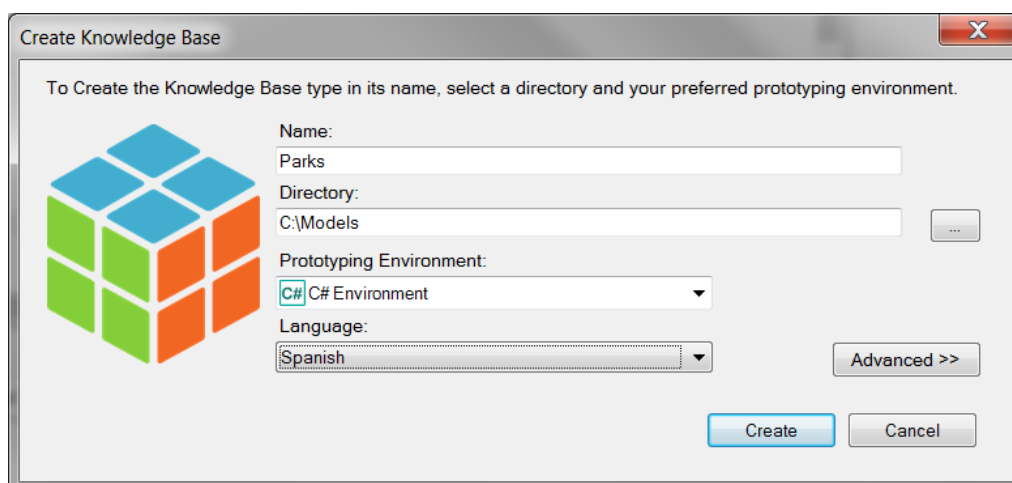 Create Knowledge Base
X
To Create the Knowledge Base type in its name, select a directory and your preferred prototyping environment.
Name:
Parks
Directory:
C:\Models
...
Prototyping Environment:
C# C# Environment
Language:
Spanish
Advanced >>
Create
Cancel